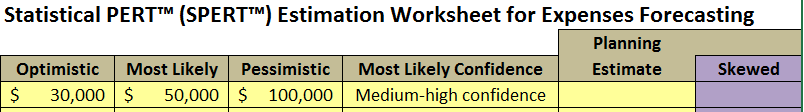 Statistical PERT™ (SPERT™) Estimation Worksheet for Expenses Forecasting
Planning
Optimistic Most Likely Pessimistic Most Likely Confidence Estimate Skewed
$ 30,000 $ 50,000 $ 100,000 Medium-high confidence